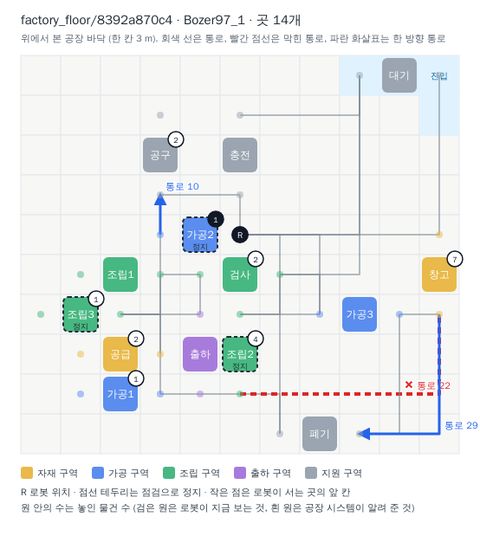 factory_floor/8392a870c4 · Bozer97_1 · 곳 14개
위에서 본 공장 바닥 (한 칸 3 m). 회색 선은 통로, 빨간 점선은 막힌 통로, 파란 화살표는 한 방향 통로
대기
전립
2
공구
충전
통로 10
1
가공2
정지
R
조립1
2
검사
7
창고
1
조립3
정지
가공3
2
공급
출하
4
조립2
정지
1
가공1
× 통로 22
통로 29
폐기
자재 구역
가공 구역
조립 구역
출하 구역
지원 구역
R 로봇 위치 · 점선 테두리는 점검으로 정지 · 작은 점은 로봇이 서는 곳의 앞 칸
원 안의 수는 놓인 물건 수 (검은 원은 로봇이 지금 보는 것, 흰 원은 공장 시스템이 알려 준 것)